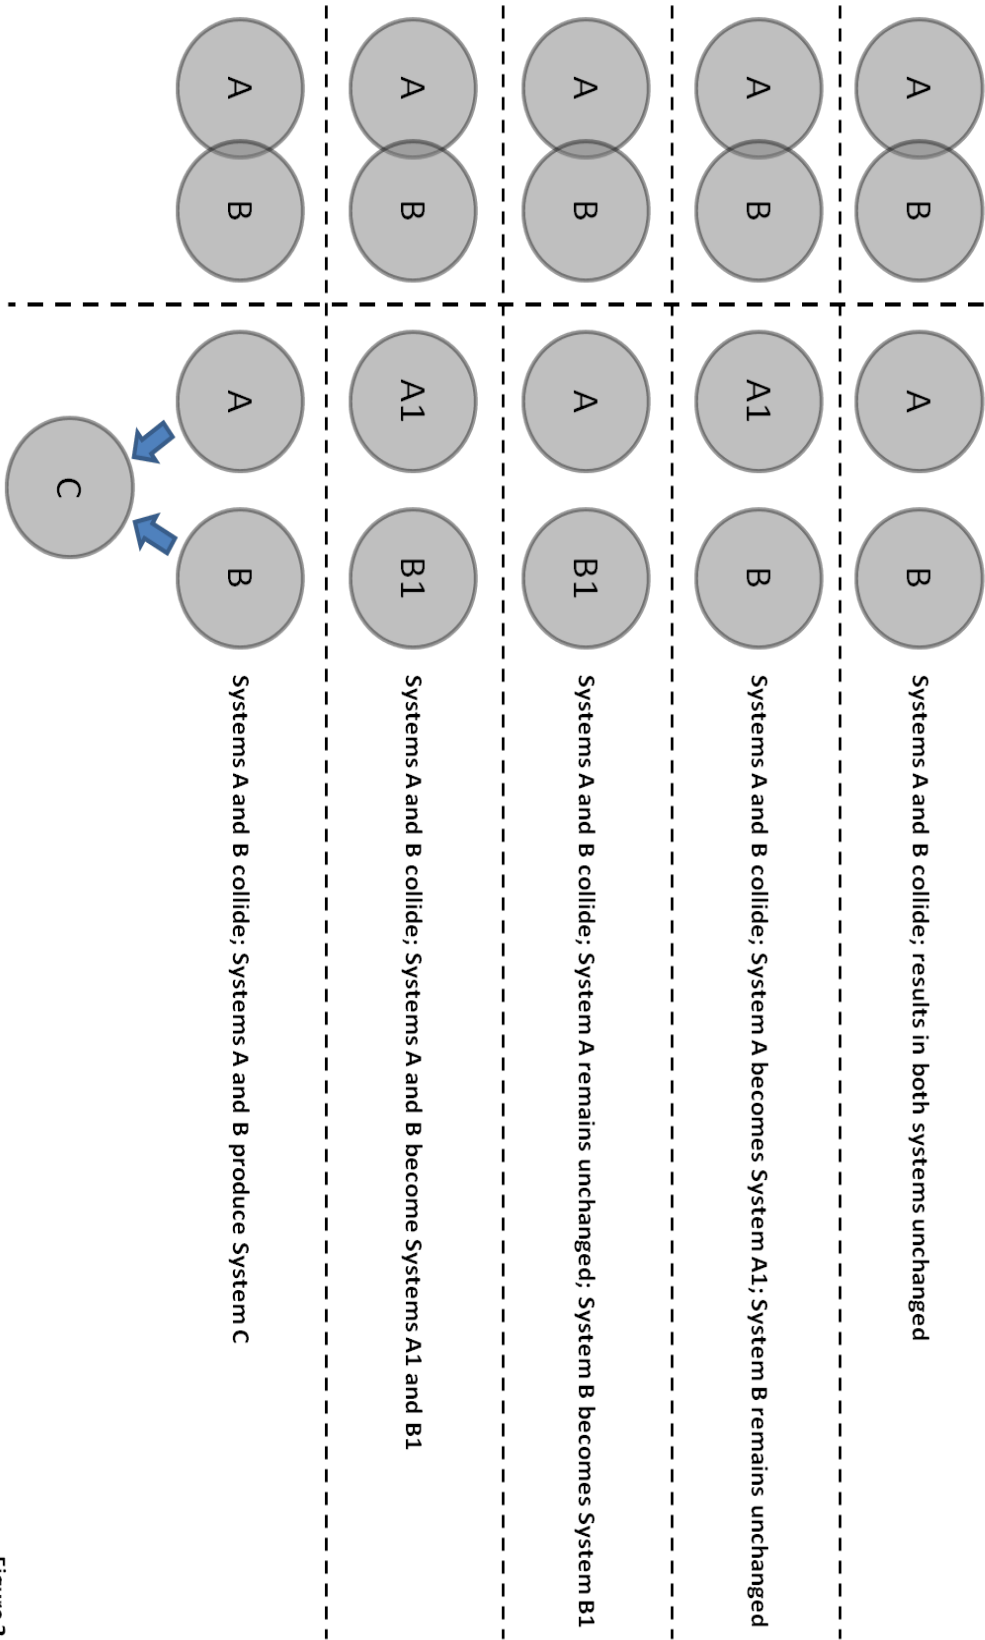 A B A B Systems A and B collide; results in both systems unchanged
A B A1 B Systems A and B collide; System A becomes System A1; System B remains unchanged
A B A B1 Systems A and B collide; System A remains unchanged; System B becomes System B1
A B A1 B1 Systems A and B collide; Systems A and B become Systems A1 and B1
A B A B Systems A and B collide; Systems A and B produce System C
C
Figure